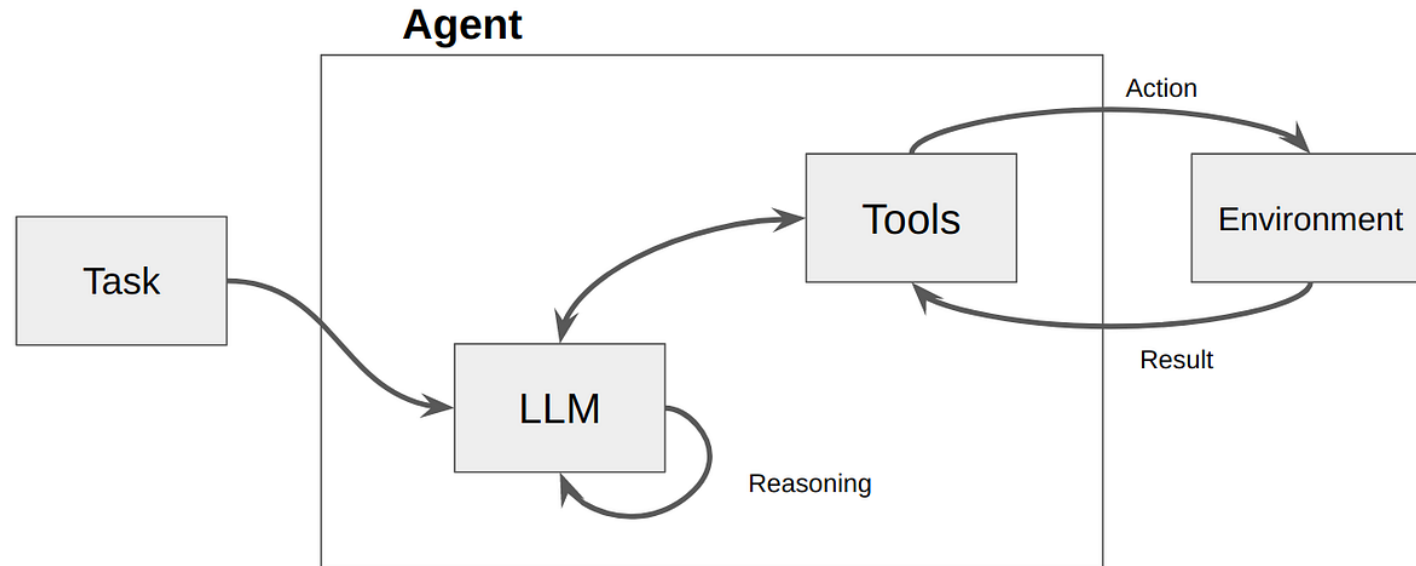 Agent
Action
Task
Tools
Environment
LLM
Result
Reasoning